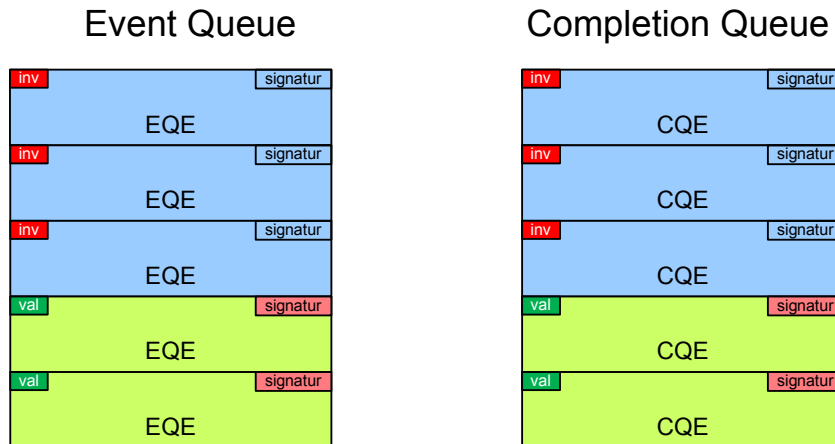 Event Queue
inv signatur
EQE
inv signatur
EQE
inv signatur
EQE
val signatur
EQE
val signatur
EQE
Completion Queue
inv signatur
CQE
inv signatur
CQE
inv signatur
CQE
val signatur
CQE
val signatur
CQE